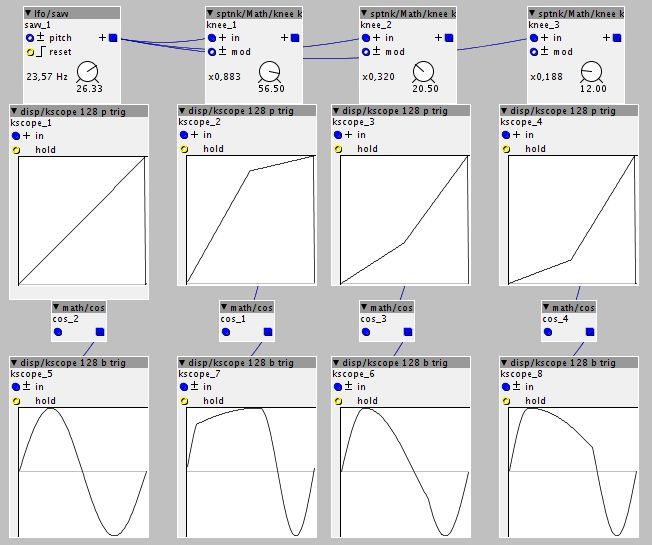 lfo/saw
saw_1
pitch
reset
23,57 Hz
26.33
sptnk/Math/knee k
knee_1
in
mod
x0,883
56.50
sptnk/Math/knee k
knee_2
in
mod
x0,320
20.50
sptnk/Math/knee k
knee_3
in
mod
x0,188
12.00
disp/kscope 128 p trig
kscope_1
+ in
hold
disp/kscope 128 p trig
kscope_2
+ in
hold
disp/kscope 128 p trig
kscope_3
+ in
hold
disp/kscope 128 p trig
kscope_4
+ in
hold
math/cos
cos_2
math/cos
cos_1
math/cos
cos_3
math/cos
cos_4
disp/kscope 128 b trig
kscope_5
± in
hold
disp/kscope 128 b trig
kscope_7
± in
hold
disp/kscope 128 b trig
kscope_6
± in
hold
disp/kscope 128 b trig
kscope_8
± in
hold